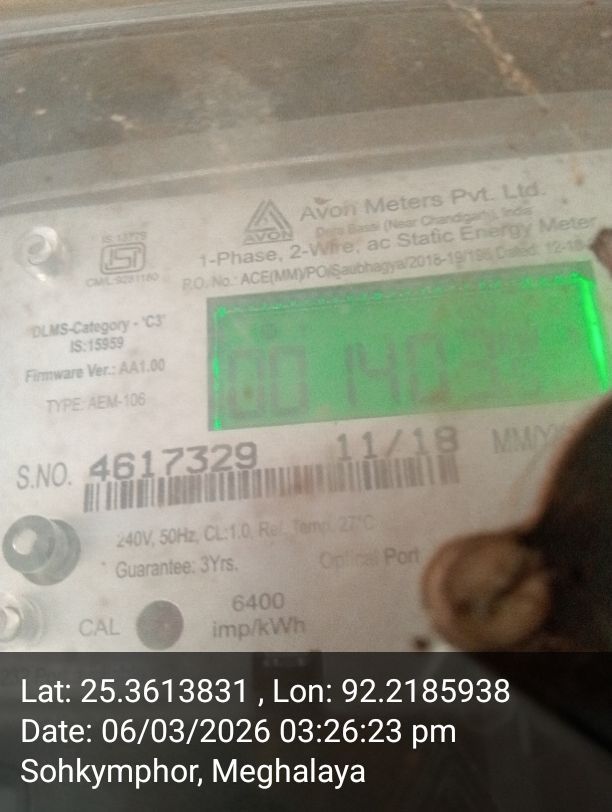 Avon Meters Pvt. Ltd.
AVON
Dera Bassi (Near Chandigarh), India
1-Phase, 2-Wire, ac Static Energy Meter
P.O. No.: ACE(MM)/PO/Saubhagya/2018-19/196 Dated: 12-18
IS:13779
ISI
CM/L-9281180
DLMS-Category - 'C3'
IS:15959
Firmware Ver.: AA1.00
TYPE: AEM-106
S.NO. 4617329 11/18
240V, 50Hz, CL:1.0, Ref. Temp. 27°C
Guarantee: 3Yrs. Optical Port
CAL 6400
imp/kWh
Lat: 25.3613831 , Lon: 92.2185938
Date: 06/03/2026 03:26:23 pm
Sohkymphor, Meghalaya